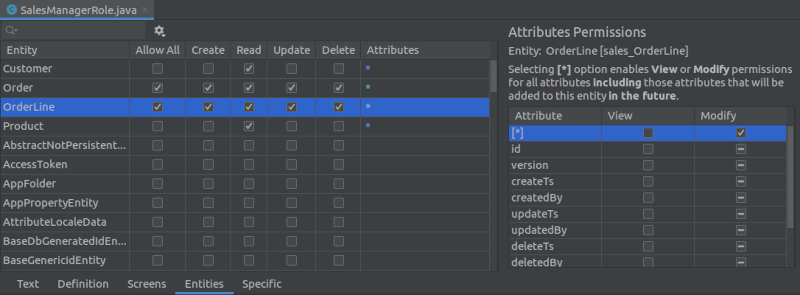 SalesManagerRole.java
Entity Allow All Create Read Update Delete Attributes
Customer *
Order *
OrderLine *
Product *
AbstractNotPersistent...
AccessToken
AppFolder
AppPropertyEntity
AttributeLocaleData
BaseDbGeneratedIdEn...
BaseGenericIdEntity
Attributes Permissions
Entity: OrderLine [sales_OrderLine]
Selecting [*] option enables View or Modify permissions
for all attributes including those attributes that will be
added to this entity in the future.
Attribute View Modify
[*]
id
version
createTs
createdBy
updateTs
updatedBy
deleteTs
deletedBy
Text Definition Screens Entities Specific